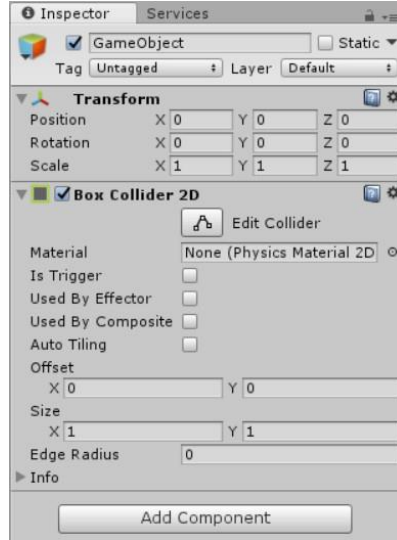 Inspector Services
GameObject Static
Tag Untagged Layer Default
Transform
Position X 0 Y 0 Z 0
Rotation X 0 Y 0 Z 0
Scale X 1 Y 1 Z 1
Box Collider 2D
Edit Collider
Material None (Physics Material 2D
Is Trigger
Used By Effector
Used By Composite
Auto Tiling
Offset
X 0 Y 0
Size
X 1 Y 1
Edge Radius 0
Info
Add Component